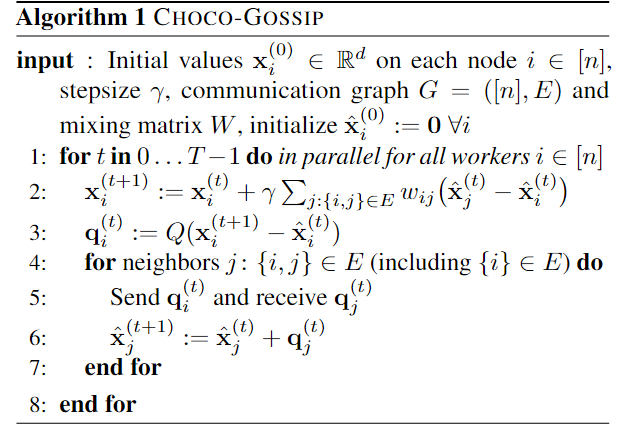 Algorithm 1 CHOCO-GOSSIP
input : Initial values $\mathbf{x}_i^{(0)} \in \mathbb{R}^d$ on each node $i \in [n]$,
stepsize $\gamma$, communication graph $G = ([n], E)$ and
mixing matrix $W$, initialize $\hat{\mathbf{x}}_i^{(0)} := \mathbf{0}\ \forall i$
1: for $t$ in $0 \ldots T-1$ do in parallel for all workers $i \in [n]$
2: $\mathbf{x}_i^{(t+1)} := \mathbf{x}_i^{(t)} + \gamma \sum_{j:\{i,j\}\in E} w_{ij} \big(\hat{\mathbf{x}}_j^{(t)} - \hat{\mathbf{x}}_i^{(t)}\big)$
3: $\mathbf{q}_i^{(t)} := Q(\mathbf{x}_i^{(t+1)} - \hat{\mathbf{x}}_i^{(t)})$
4: for neighbors $j : \{i, j\} \in E$ (including $\{i\} \in E$) do
5: Send $\mathbf{q}_i^{(t)}$ and receive $\mathbf{q}_j^{(t)}$
6: $\hat{\mathbf{x}}_j^{(t+1)} := \hat{\mathbf{x}}_j^{(t)} + \mathbf{q}_j^{(t)}$
7: end for
8: end for